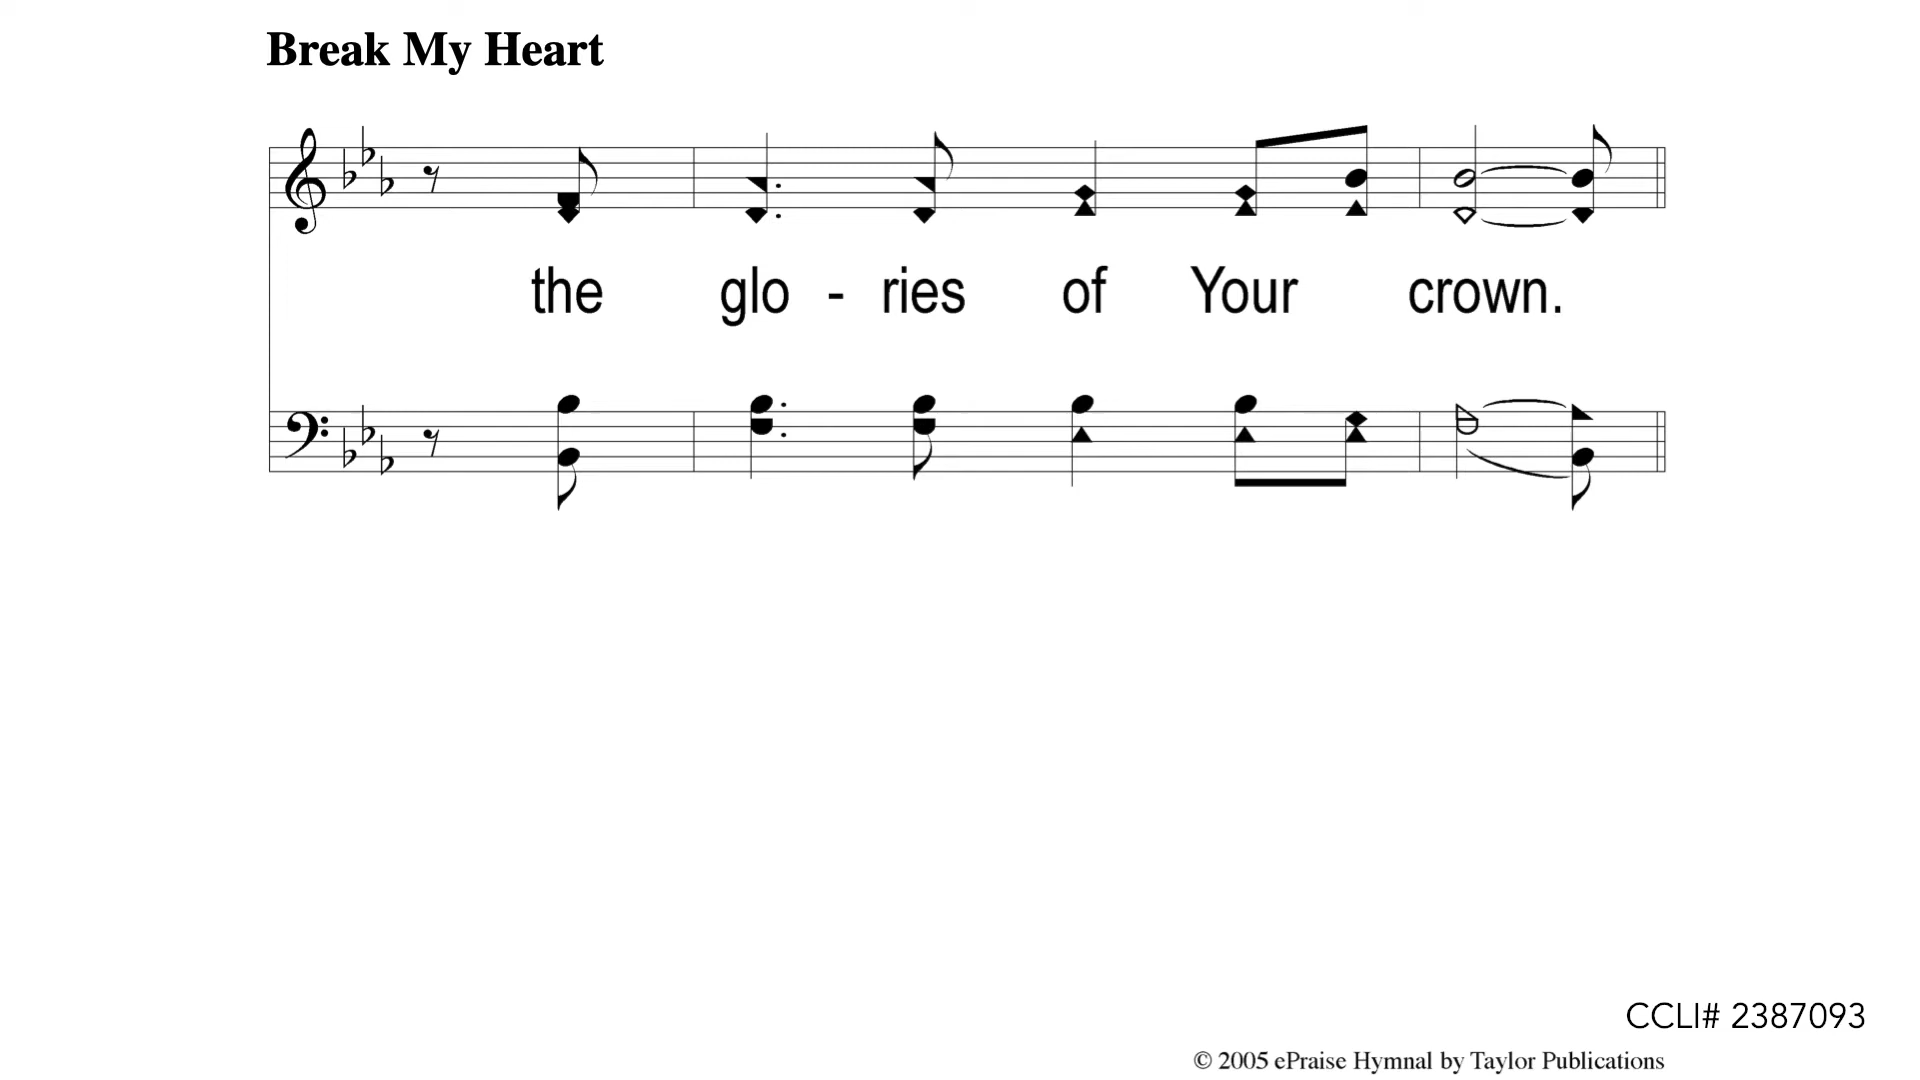 Break My Heart
the glo - ries of Your crown.
CCLI# 2387093
© 2005 ePraise Hymnal by Taylor Publications